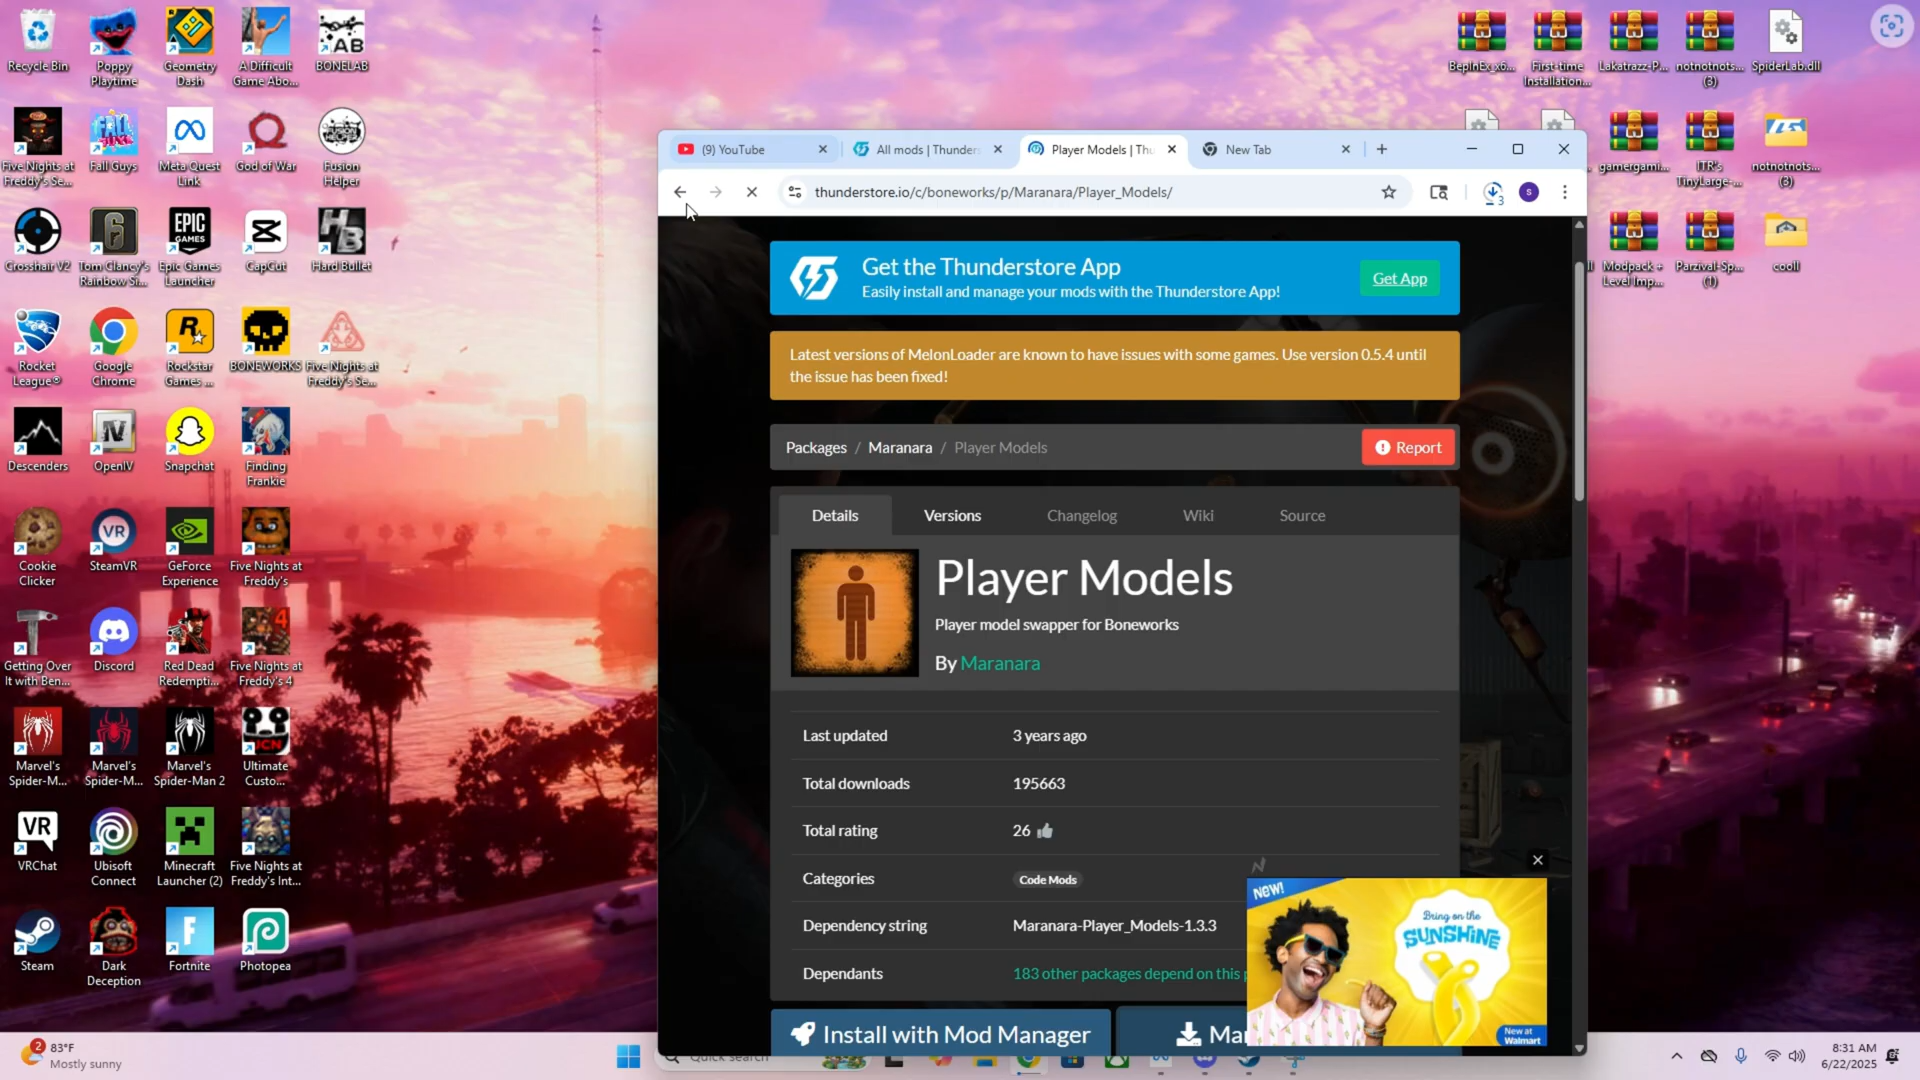 Recycle Bin
Poppy
Playtime
Geometry
Dash
A Difficult
Game Abo...
BONELAB
Five Nights at
Freddy's Se...
Fall Guys
Meta Quest
Link
God of War
Fusion
Helper
Crosshair V2
Tom Clancy's
Rainbow Si...
Epic Games
Launcher
CapCut
Hard Bullet
Rocket
League®
Google
Chrome
Rockstar
Games ...
BONEWORKS
Five Nights at
Freddy's Se...
Descenders
OpenIV
Snapchat
Finding
Frankie
Cookie
Clicker
SteamVR
GeForce
Experience
Five Nights at
Freddy's
Getting Over
It with Ben...
Discord
Red Dead
Redempti...
Five Nights at
Freddy's 4
Marvel's
Spider-M...
Marvel's
Spider-M...
Marvel's
Spider-Man 2
Ultimate
Custo...
VRChat
Ubisoft
Connect
Minecraft
Launcher (2)
Five Nights at
Freddy's Int...
Steam
Dark
Deception
Fortnite
Photopea
BepInEx_x6...
First-time
Installation...
Lakatrazz-P...
notnotnots...
(3)
SpiderLab.dll
gamergami...
ITR's
TinyLarge-...
notnotnots...
(3)
Modpack +
Level Imp...
Parzival-Sp...
(1)
cooll
(9) YouTube
All mods | Thunders
Player Models | Thu
New Tab
thunderstore.io/c/boneworks/p/Maranara/Player_Models/
3
S
Get the Thunderstore App
Easily install and manage your mods with the Thunderstore App!
Get App
Latest versions of MelonLoader are known to have issues with some games. Use version 0.5.4 until
the issue has been fixed!
Packages / Maranara / Player Models
Report
Details
Versions
Changelog
Wiki
Source
Player Models
Player model swapper for Boneworks
By Maranara
Last updated
3 years ago
Total downloads
195663
Total rating
26
Categories
Code Mods
Dependency string
Maranara-Player_Models-1.3.3
Dependants
183 other packages depend on this p
Install with Mod Manager
Ma
New!
Bring on the
SUNSHINE
New at
Walmart
2
83°F
Mostly sunny
Quick search
8:31 AM
6/22/2025